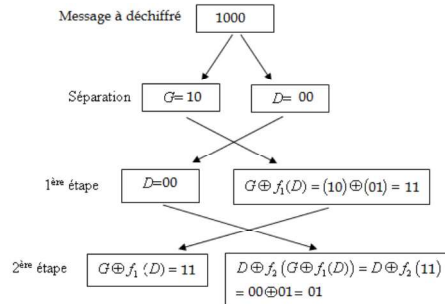 Message à déchiffré 1000
Séparation G= 10 D= 00
1ère étape D=00 G⊕f₁(D)=(10)⊕(01)=11
2ère étape G⊕f₁(D)=11 D⊕f₂(G⊕f₁(D))=D⊕f₂(11)
=00⊕01=01